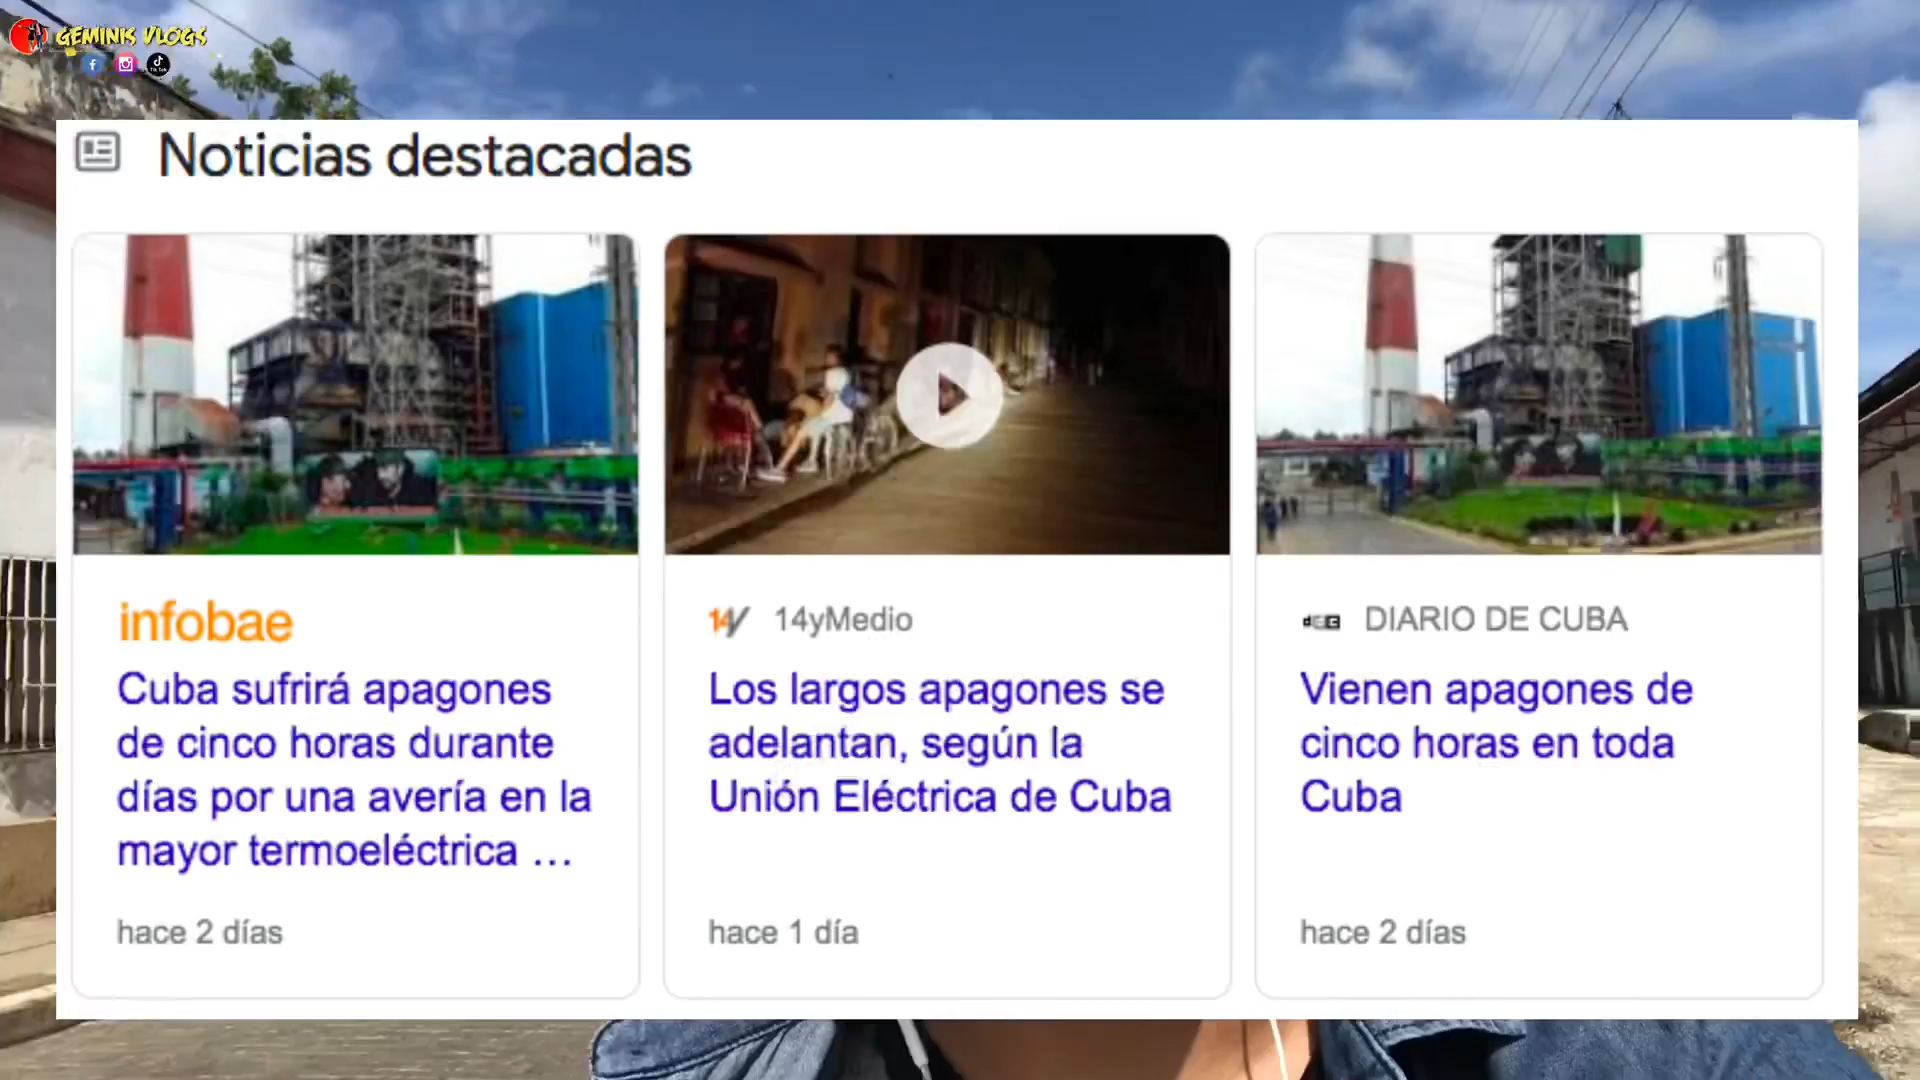 GEMINIS VLOGS
Noticias destacadas
infobae
Cuba sufrirá apagones
de cinco horas durante
días por una avería en la
mayor termoeléctrica ...
hace 2 días
14yMedio
Los largos apagones se
adelantan, según la
Unión Eléctrica de Cuba
hace 1 día
DIARIO DE CUBA
Vienen apagones de
cinco horas en toda
Cuba
hace 2 días